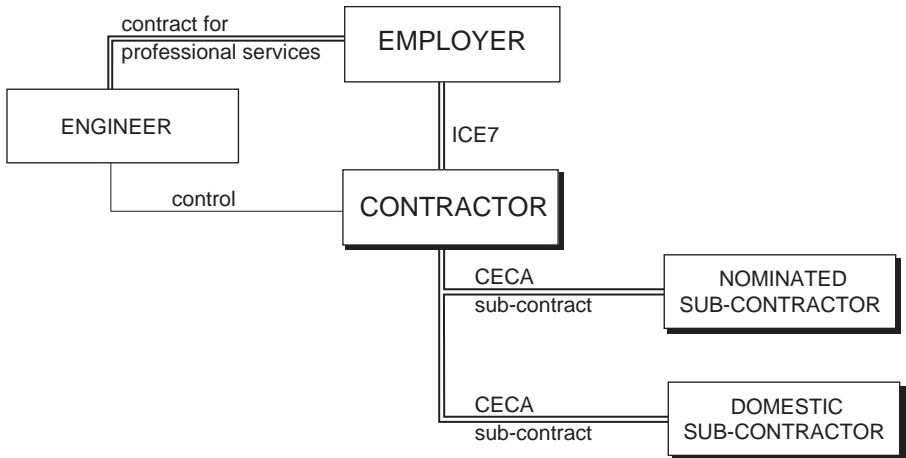 contract for
professional services
EMPLOYER
ENGINEER
ICE7
control
CONTRACTOR
CECA
sub-contract
NOMINATED
SUB-CONTRACTOR
CECA
sub-contract
DOMESTIC
SUB-CONTRACTOR